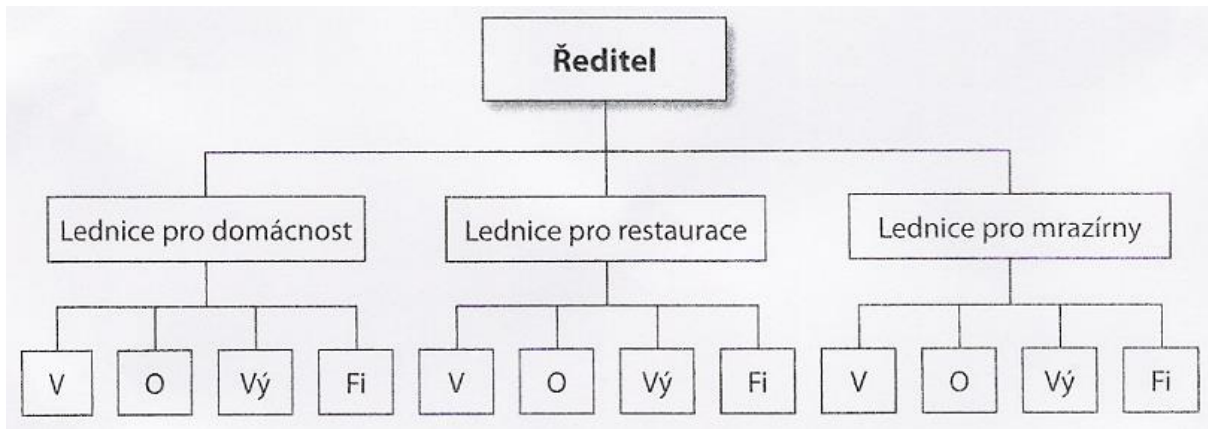 Ředitel
Lednice pro domácnost
Lednice pro restaurace
Lednice pro mrazírny
V
O
Vý
Fi
V
O
Vý
Fi
V
O
Vý
Fi